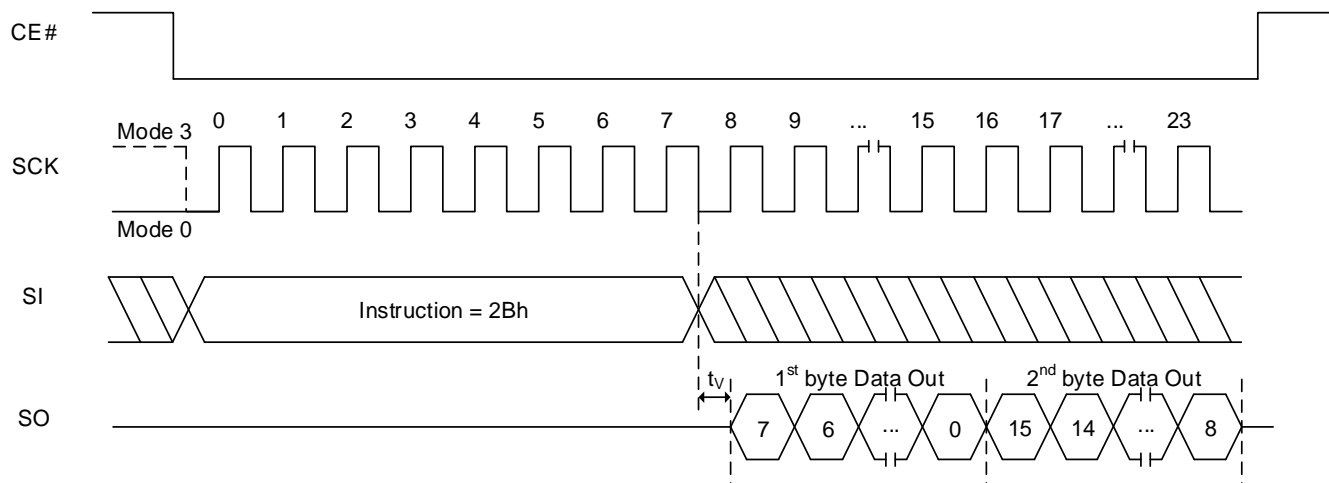 CE#
0 1 2 3 4 5 6 7 8 9 ... 15 16 17 ... 23
Mode 3
SCK
Mode 0
SI
Instruction = 2Bh
tV 1st byte Data Out 2nd byte Data Out
SO
7 6 ... 0 15 14 ... 8